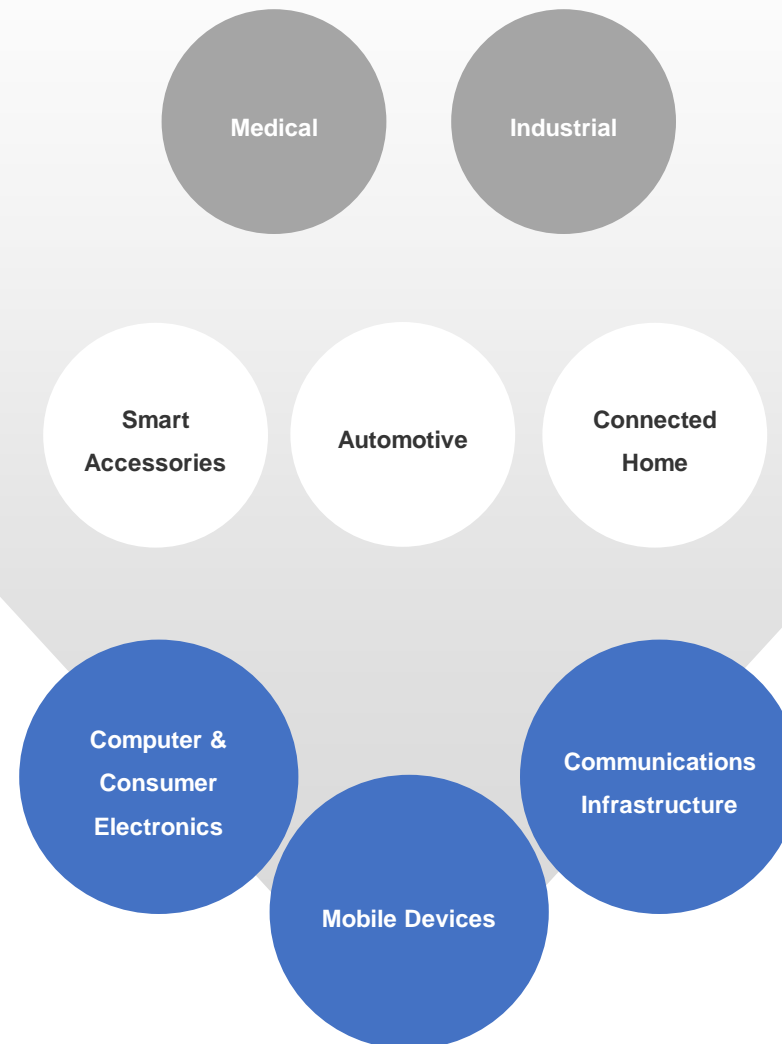 Medical
Industrial
Smart
Accessories
Automotive
Connected
Home
Computer &
Consumer
Electronics
Communications
Infrastructure
Mobile Devices